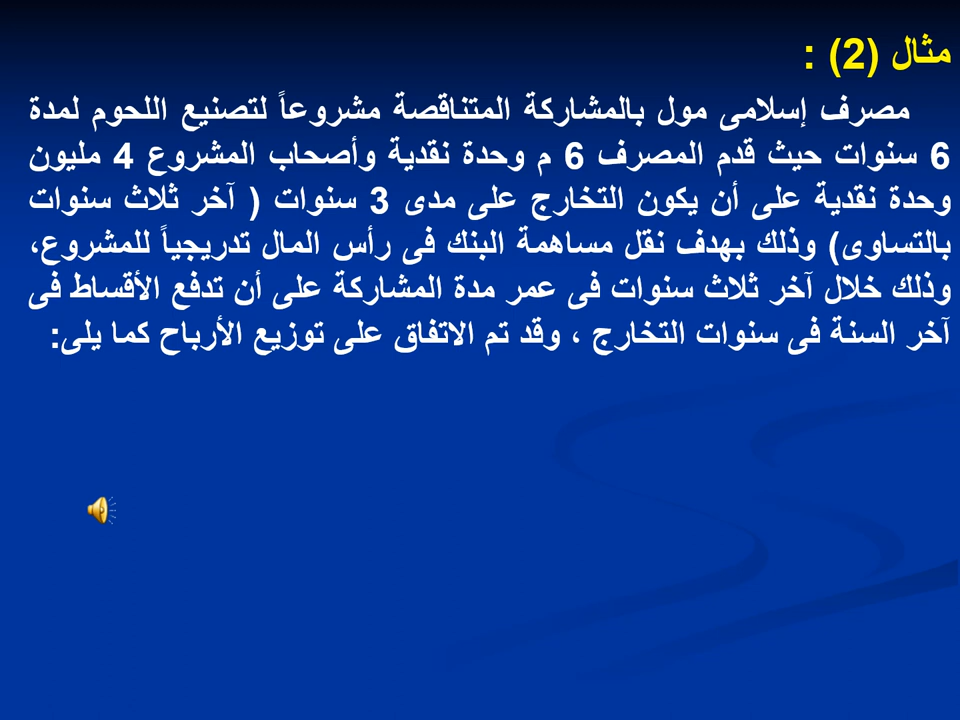 مثال (2) :
مصرف إسلامى مول بالمشاركة المتناقصة مشروعاً لتصنيع اللحوم لمدة
6 سنوات حيث قدم المصرف 6 م وحدة نقدية وأصحاب المشروع 4 مليون
وحدة نقدية على أن يكون التخارج على مدى 3 سنوات ( آخر ثلاث سنوات
بالتساوى) وذلك بهدف نقل مساهمة البنك فى رأس المال تدريجياً للمشروع،
وذلك خلال آخر ثلاث سنوات فى عمر مدة المشاركة على أن تدفع الأقساط فى
آخر السنة فى سنوات التخارج ، وقد تم الاتفاق على توزيع الأرباح كما يلى: